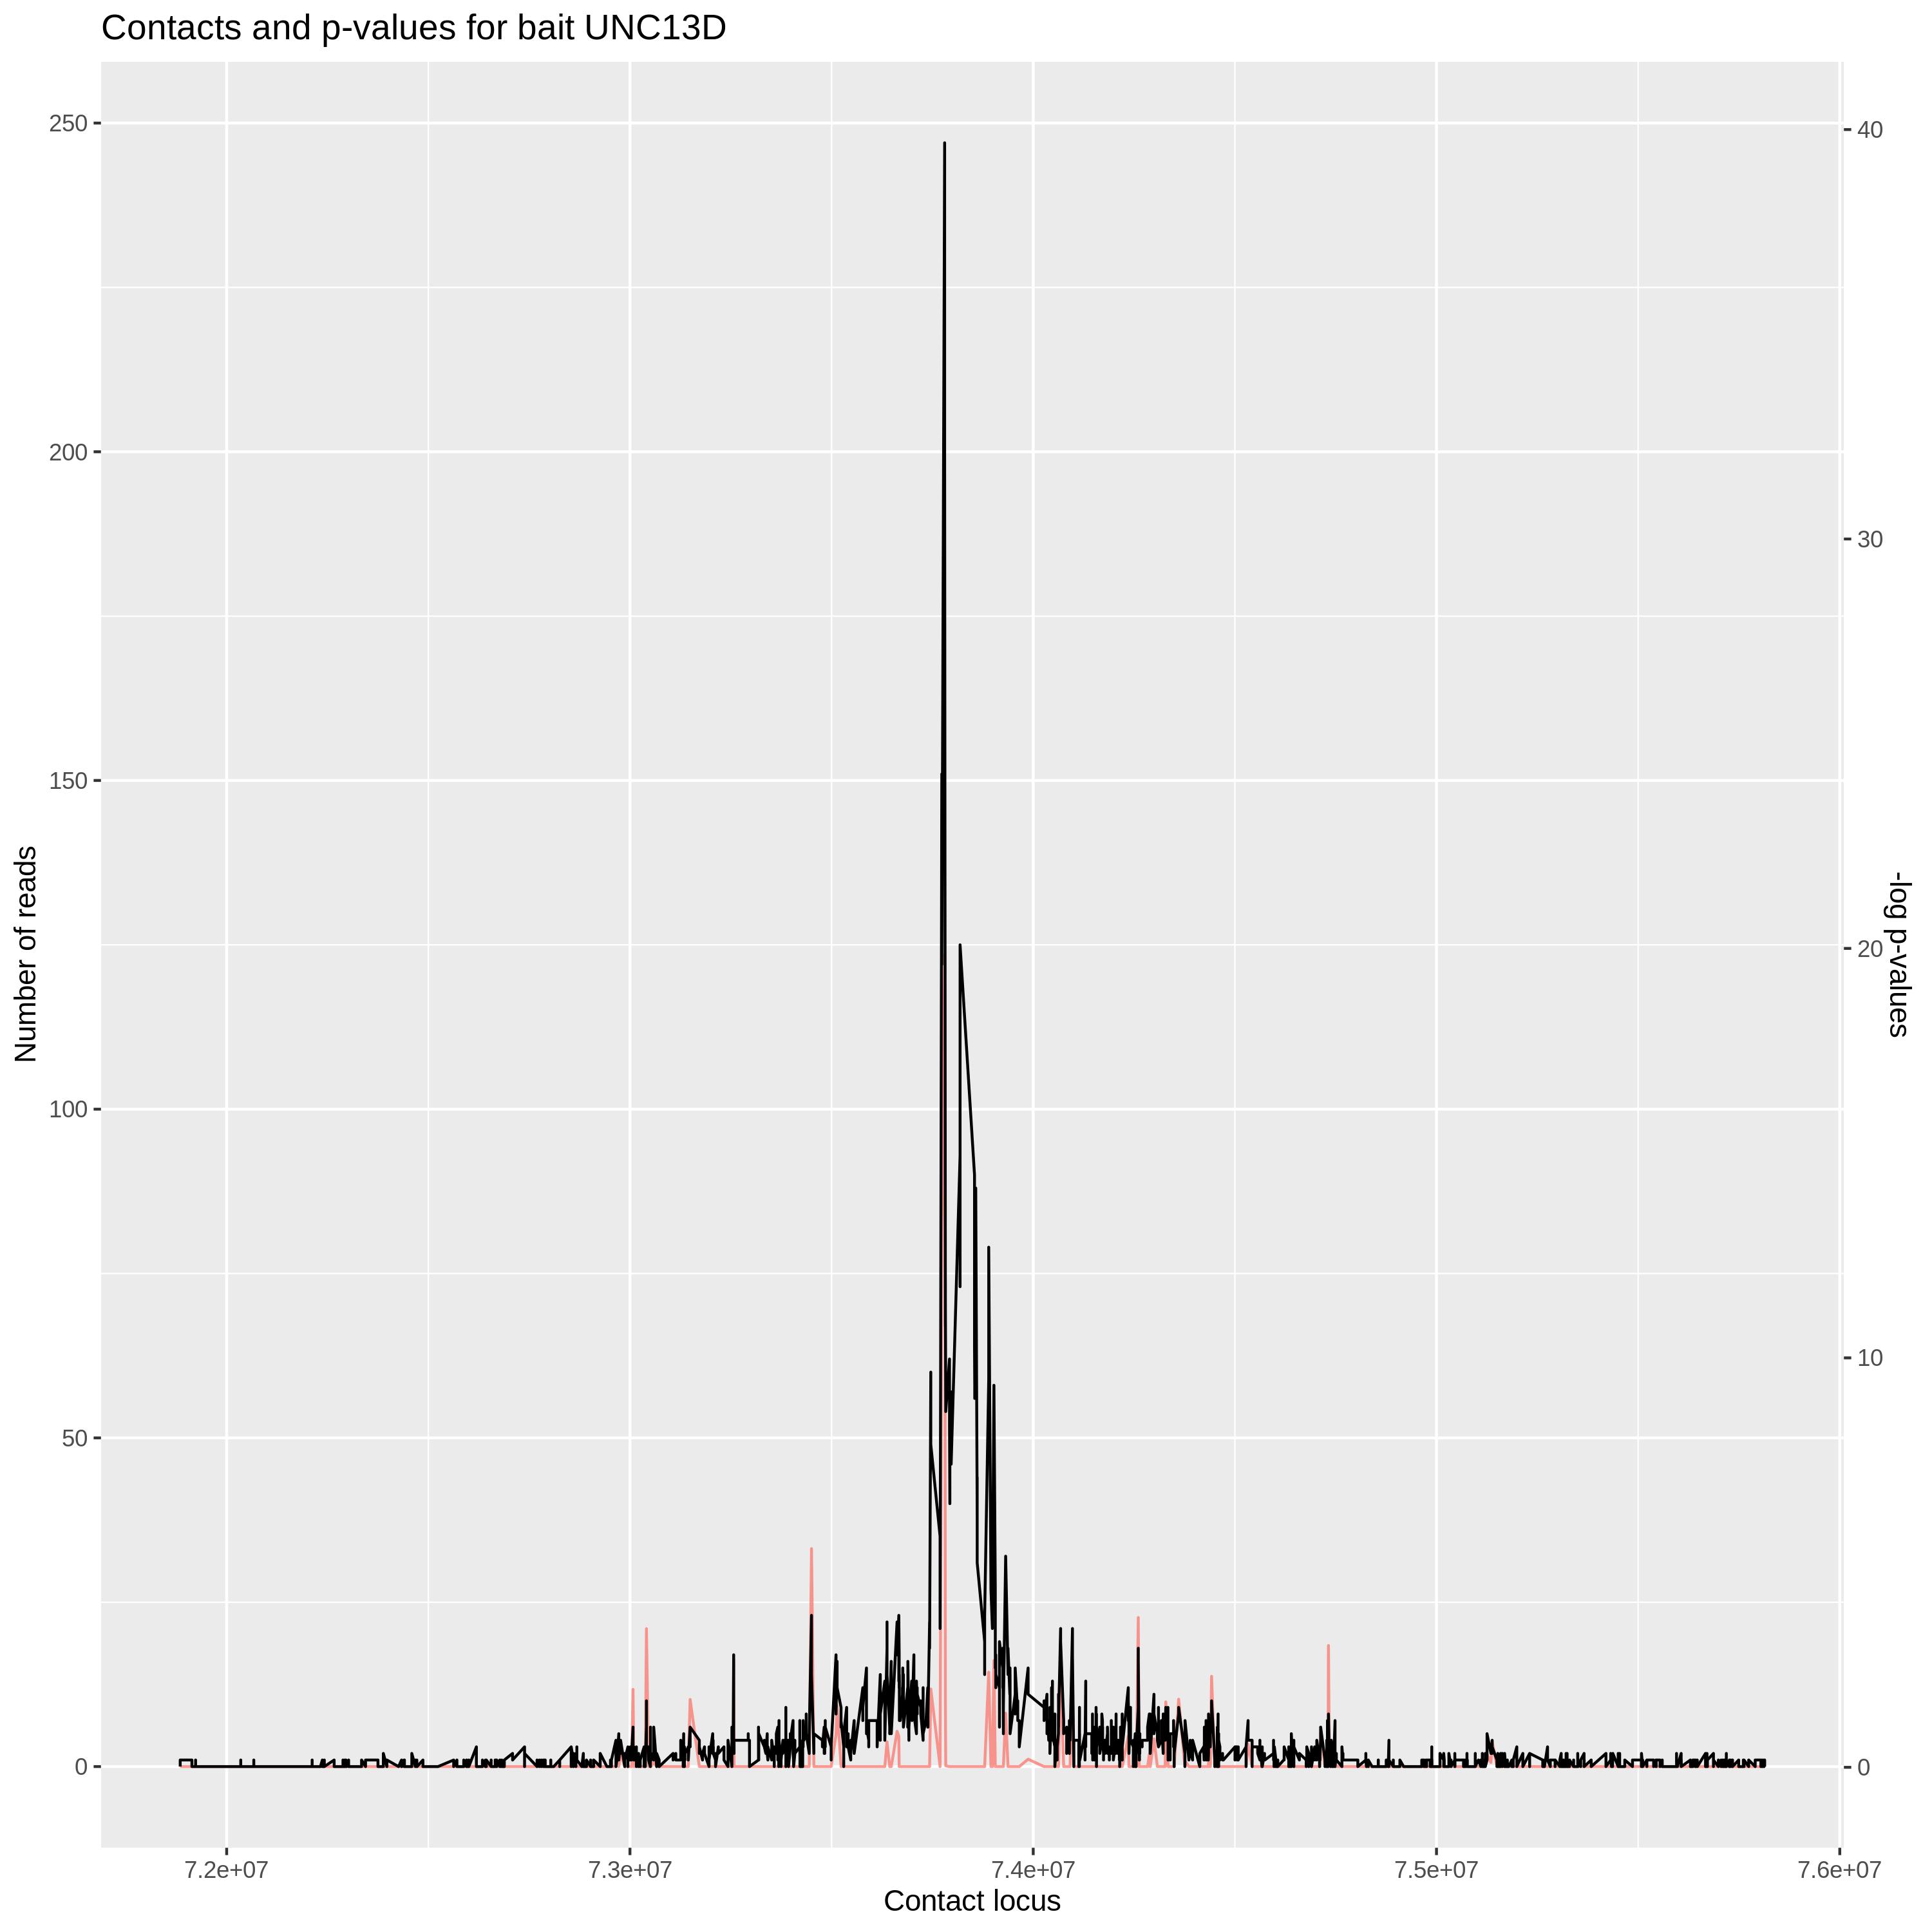 Contacts and p-values for bait UNC13D
250
200
150
100
50
0
Number of reads
40
30
20
10
0
-log p-values
7.2e+07
7.3e+07
7.4e+07
7.5e+07
7.6e+07
Contact locus